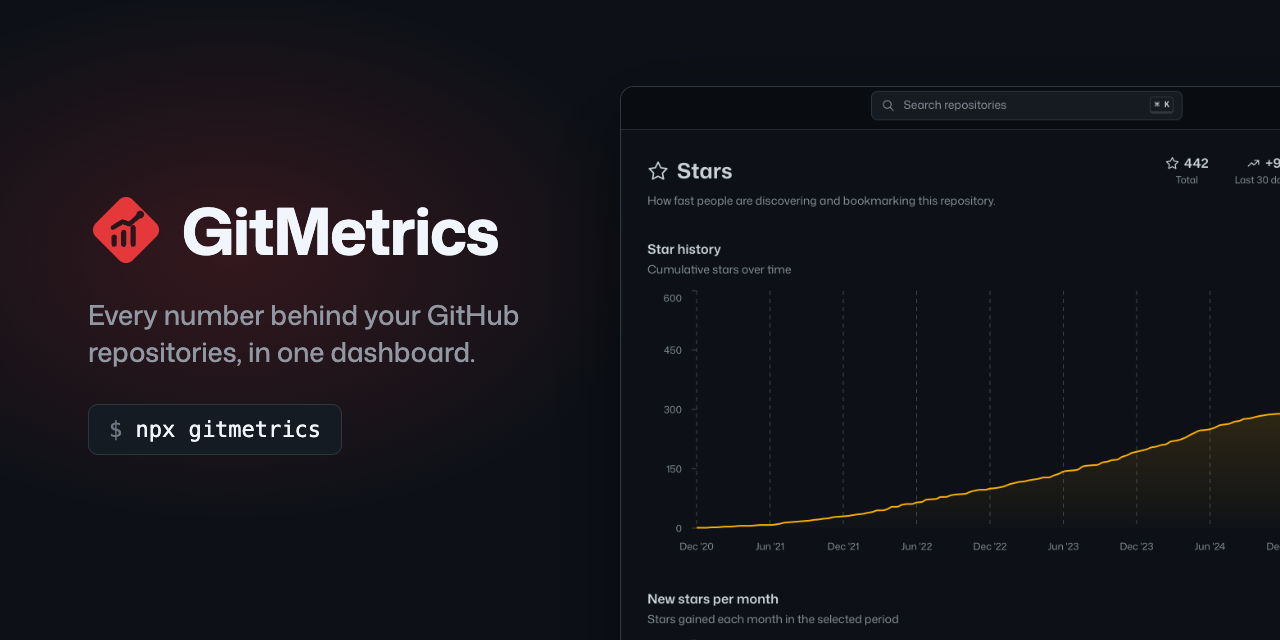 GitMetrics
Every number behind your GitHub
repositories, in one dashboard.
$ npx gitmetrics
Search repositories
⌘ K
Stars
442
Total
+9
Last 30
How fast people are discovering and bookmarking this repository.
Star history
Cumulative stars over time
600
450
300
150
0
Dec '20
Jun '21
Dec '21
Jun '22
Dec '22
Jun '23
Dec '23
Jun '24
New stars per month
Stars gained each month in the selected period